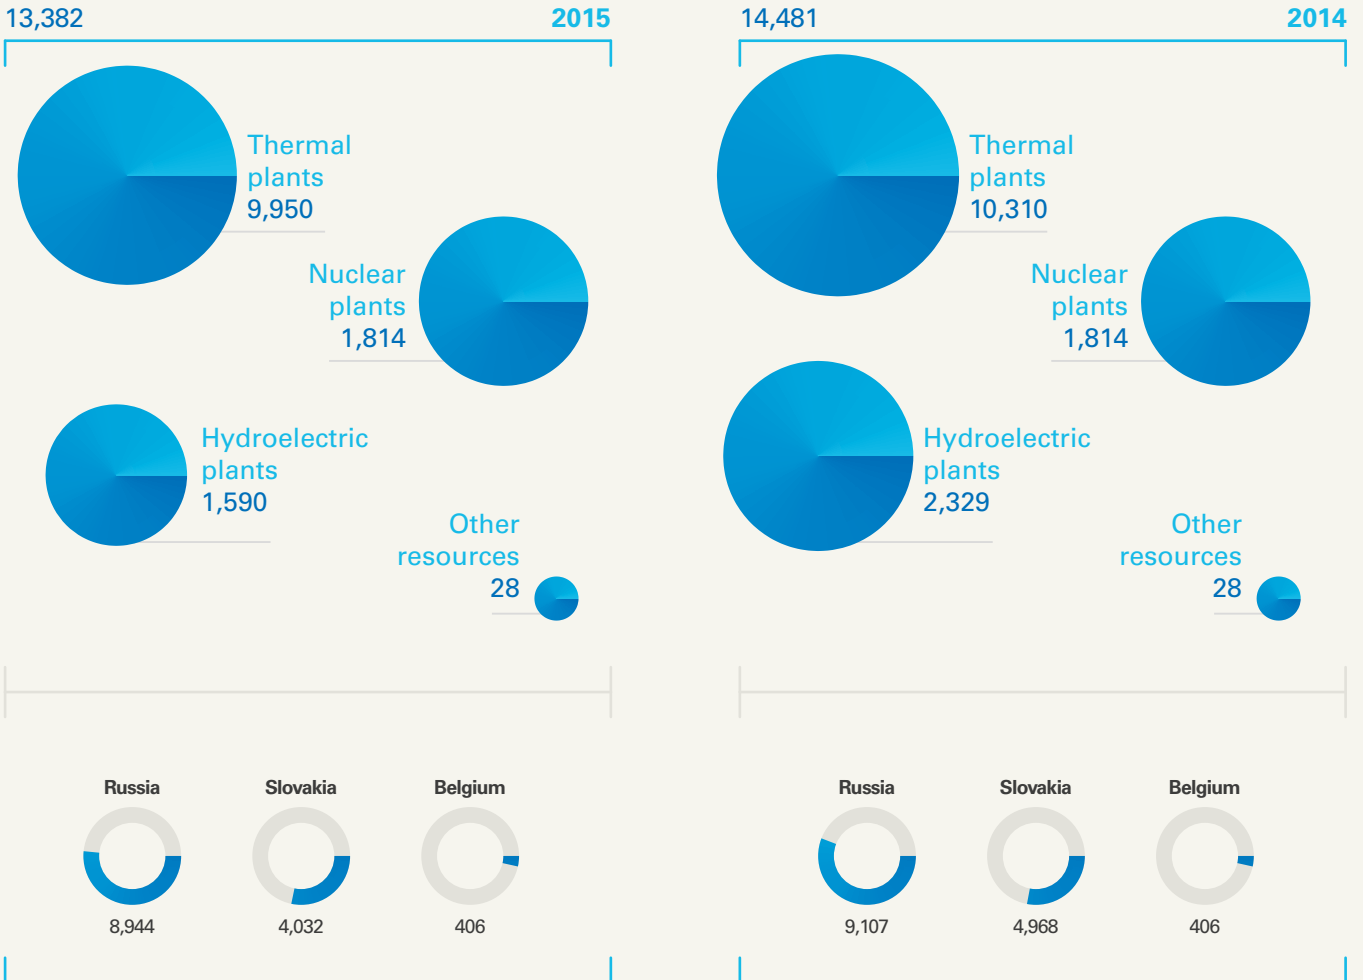 13,382
2015
Thermal
plants
9,950
Nuclear
plants
1,814
Hydroelectric
plants
1,590
Other
resources
28
Russia
Slovakia
Belgium
8,944
4,032
406
14,481
2014
Thermal
plants
10,310
Nuclear
plants
1,814
Hydroelectric
plants
2,329
Other
resources
28
Russia
Slovakia
Belgium
9,107
4,968
406